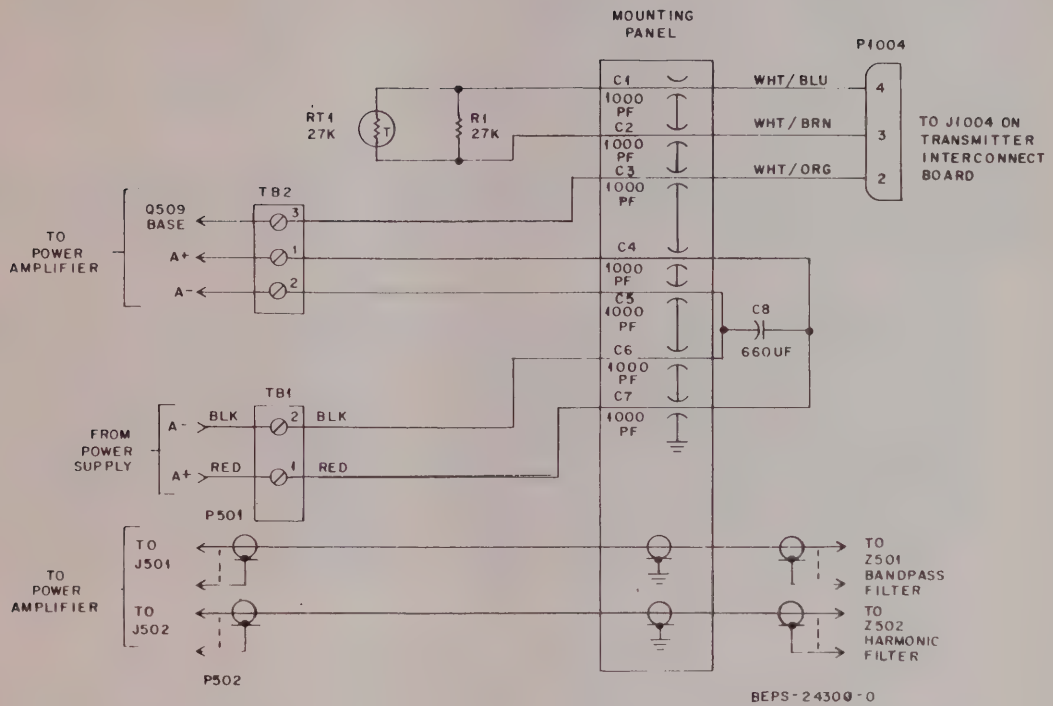 MOUNTING
PANEL
P1004
C1
1000
PF
WHT/BLU
4
RT1
27K
T
R1
27K
C2
1000
PF
WHT/BRN
3
TO J1004 ON
TRANSMITTER
INTERCONNECT
BOARD
C3
1000
PF
WHT/ORG
2
TB2
TO
POWER
AMPLIFIER
Q509
BASE
3
A+
1
A-
2
C4
1000
PF
C5
1000
PF
C8
660UF
C6
1000
PF
C7
1000
PF
TB1
FROM
POWER
SUPPLY
A-
BLK
2
BLK
A+
RED
1
RED
P501
TO
POWER
AMPLIFIER
TO
J501
TO
Z501
BANDPASS
FILTER
TO
J502
TO
Z502
HARMONIC
FILTER
P502
BEPS-24300-O